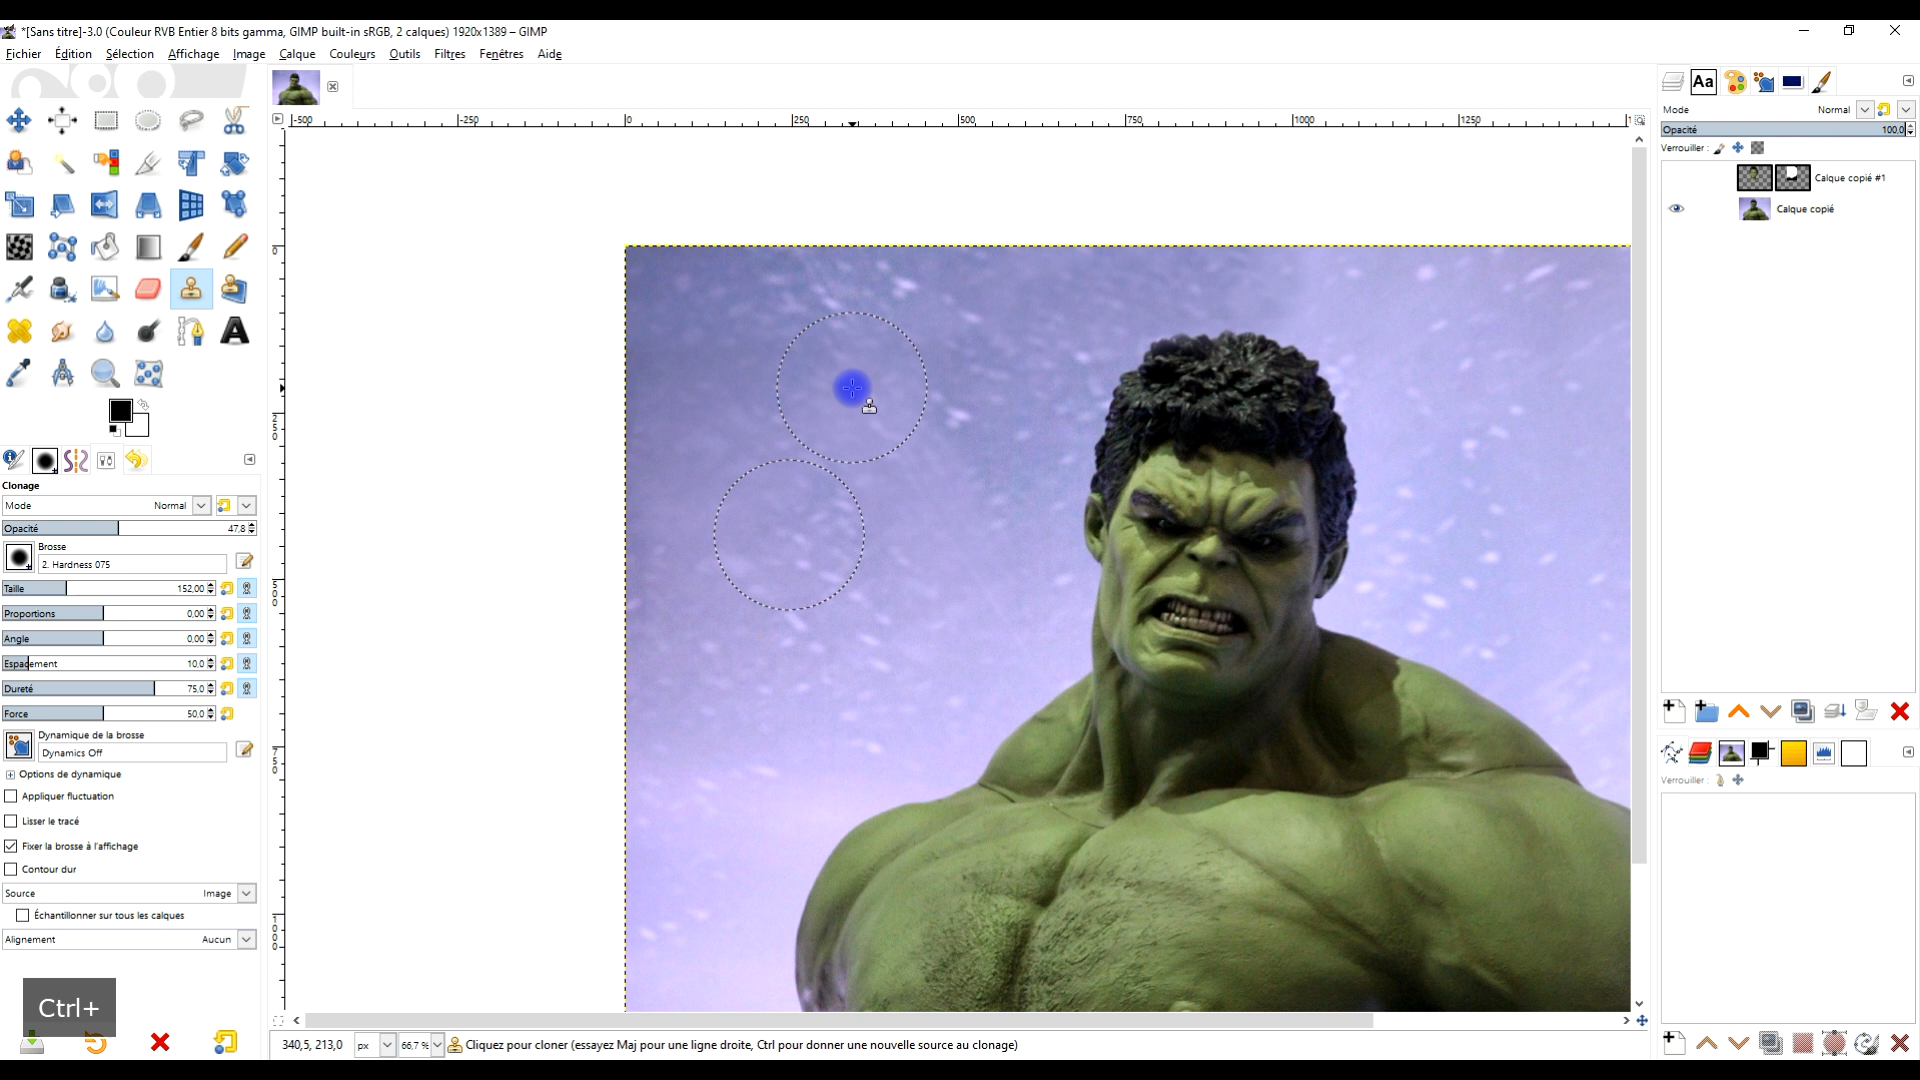 *[Sans titre]-3.0 (Couleur RVB Entier 8 bits gamma, GIMP built-in sRGB, 2 calques) 1920x1389 – GIMP
Fichier Édition Sélection Affichage Image Calque Couleurs Outils Filtres Fenêtres Aide
Aa
-500 -250 0 250 500 750 1000 1250
Mode Normal
Opacité 100,0
Verrouiller :
Calque copié #1
Calque copié
0
250
500
750
1000
Clonage
Mode Normal
Opacité 47,8
Brosse
2. Hardness 075
Taille 152,00
Proportions 0,00
Angle 0,00
Espacement 10,0
Dureté 75,0
Force 50,0
Dynamique de la brosse
Dynamics Off
Options de dynamique
Appliquer fluctuation
Lisser le tracé
Fixer la brosse à l'affichage
Contour dur
Source Image
Échantillonner sur tous les calques
Alignement Aucun
Verrouiller :
Ctrl+
340,5, 213,0 px 66,7 % Cliquez pour cloner (essayez Maj pour une ligne droite, Ctrl pour donner une nouvelle source au clonage)